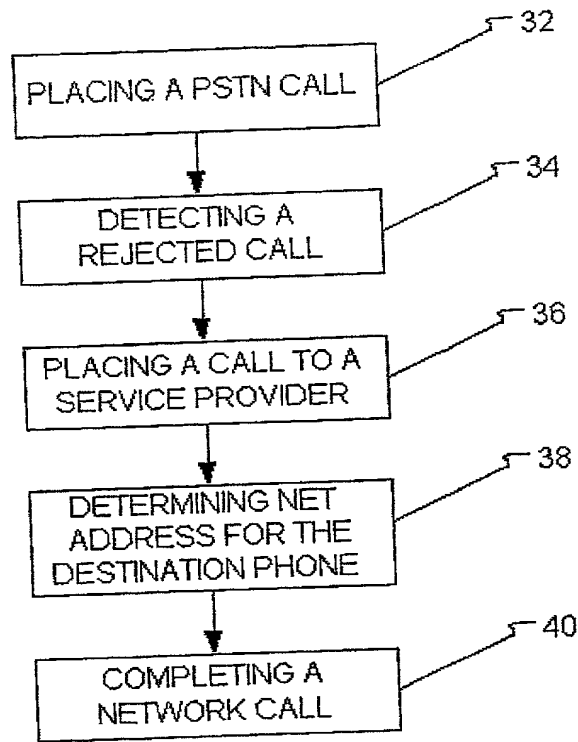 32
PLACING A PSTN CALL
34
DETECTING A
REJECTED CALL
36
PLACING A CALL TO A
SERVICE PROVIDER
38
DETERMINING NET
ADDRESS FOR THE
DESTINATION PHONE
40
COMPLETING A
NETWORK CALL